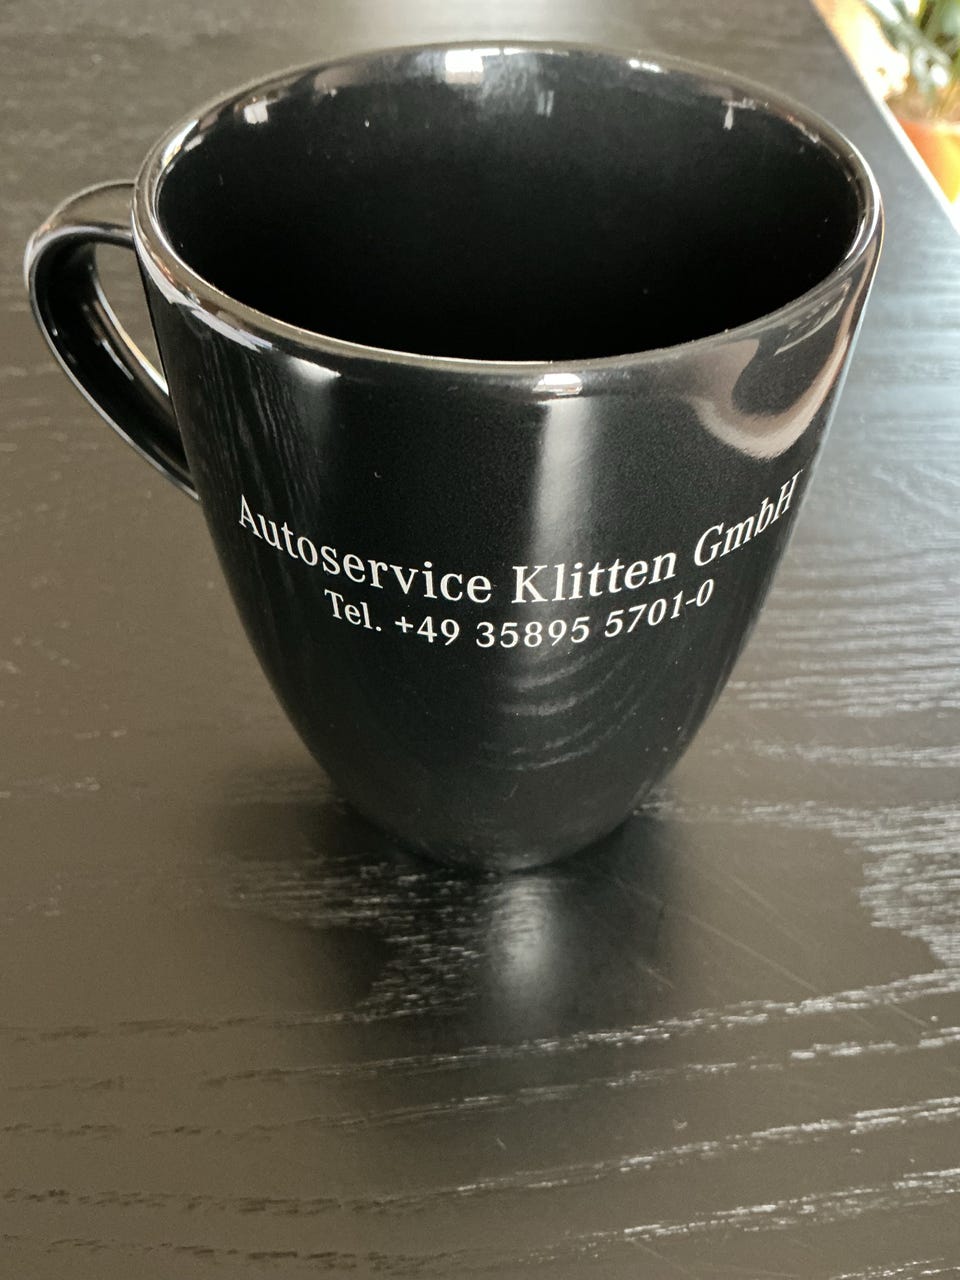 Autoservice Klitten GmbH
Tel. +49 35895 5701-0